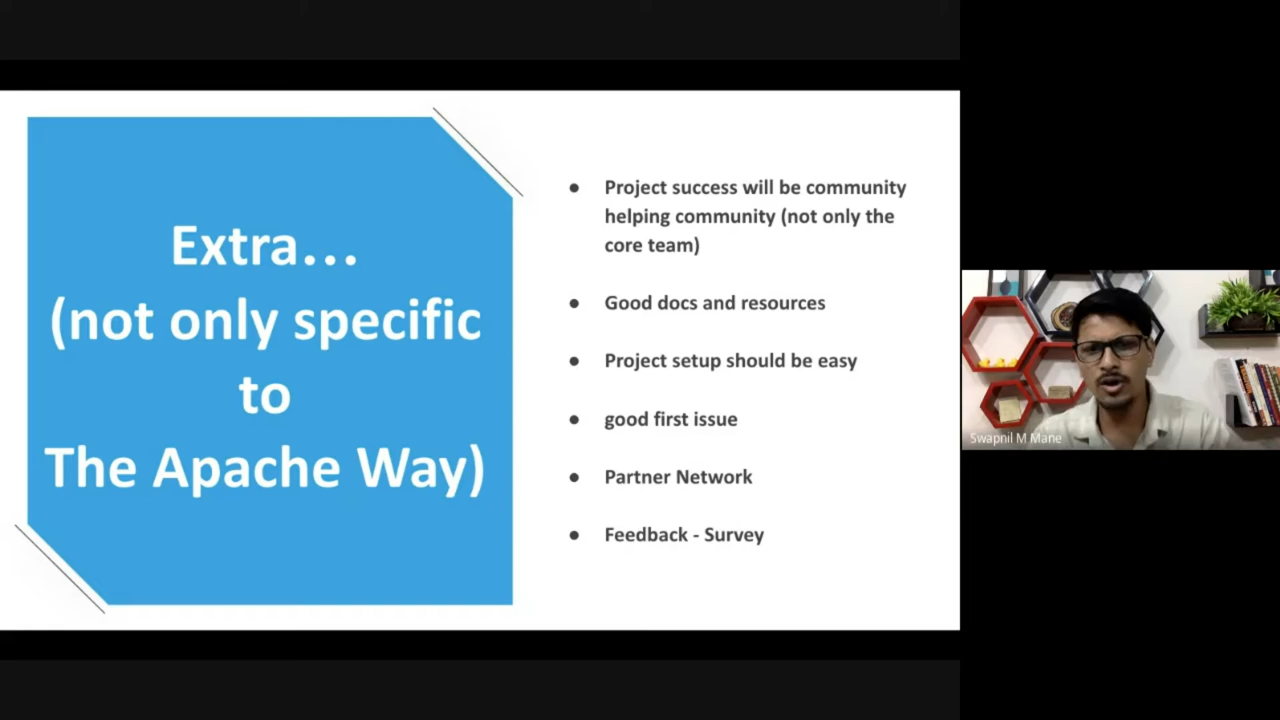 Extra...
(not only specific
to
The Apache Way)
● Project success will be community
helping community (not only the
core team)
● Good docs and resources
● Project setup should be easy
● good first issue
● Partner Network
● Feedback - Survey
Swapnil M Mane